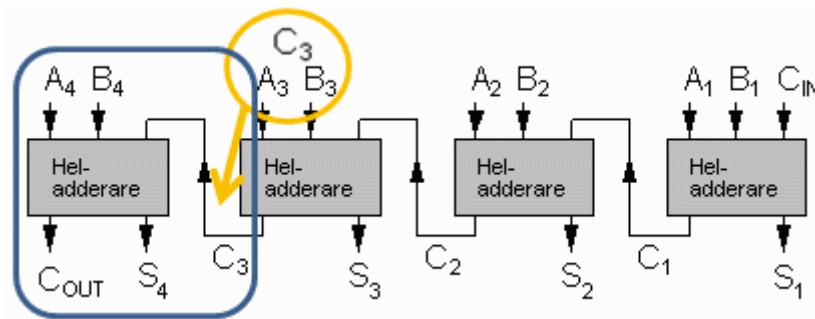 C3
A4 B4 A3 B3 A2 B2 A1 B1 CIN
Hel-
adderare
Hel-
adderare
Hel-
adderare
Hel-
adderare
COUT S4 C3 S3 C2 S2 C1 S1